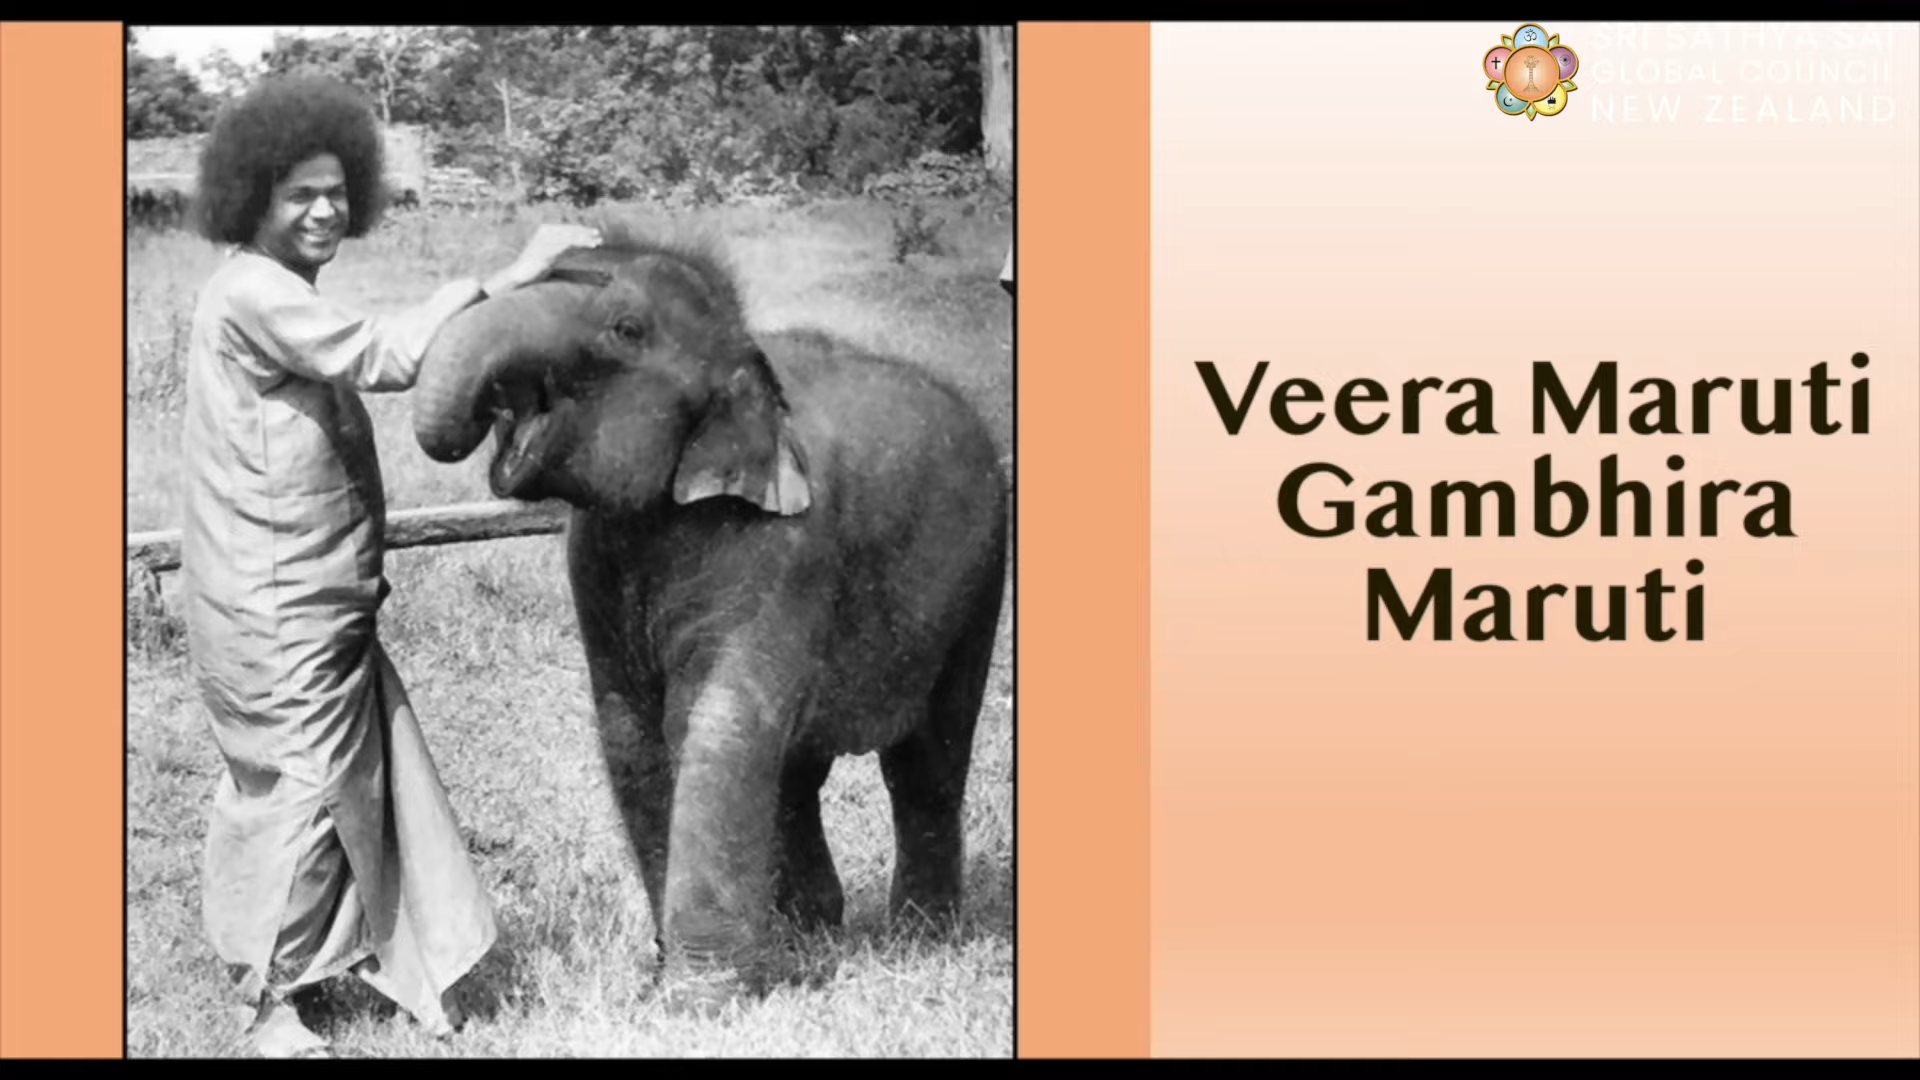 SRI SATHYA SAI
GLOBAL COUNCIL
NEW ZEALAND
Veera Maruti
Gambhira
Maruti